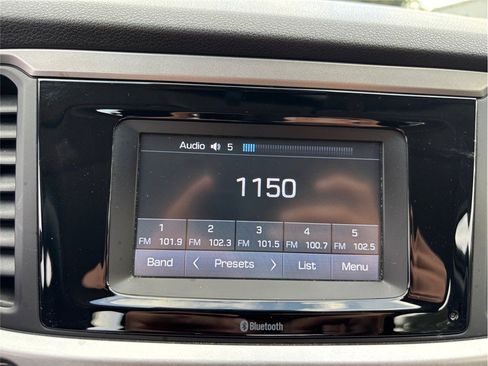 Audio 5
1150
1 2 3 4 5
FM 101.9 FM 102.3 FM 101.5 FM 100.7 FM 102.5
Band Presets List Menu
Bluetooth